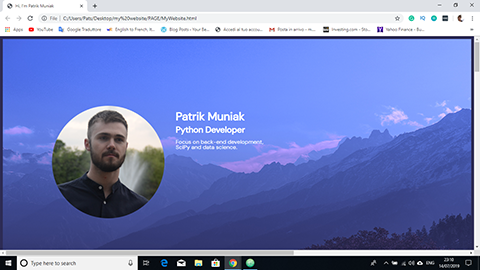 Hi, I'm Patrik Muniak
File
C:/Users/Pato/Desktop/my%20website/PAGE/MyWebsite.html
Apps
YouTube
Google Traduttore
English to French, It...
Blog Posts - Your Be...
Accedi al tuo accou...
Posta in arrivo – m...
Investing.com - Sto...
Yahoo Finance - Bu...
Patrik Muniak
Python Developer
Focus on back-end development,
SciPy and data science.
Type here to search
ENG
23:10
14/07/2019